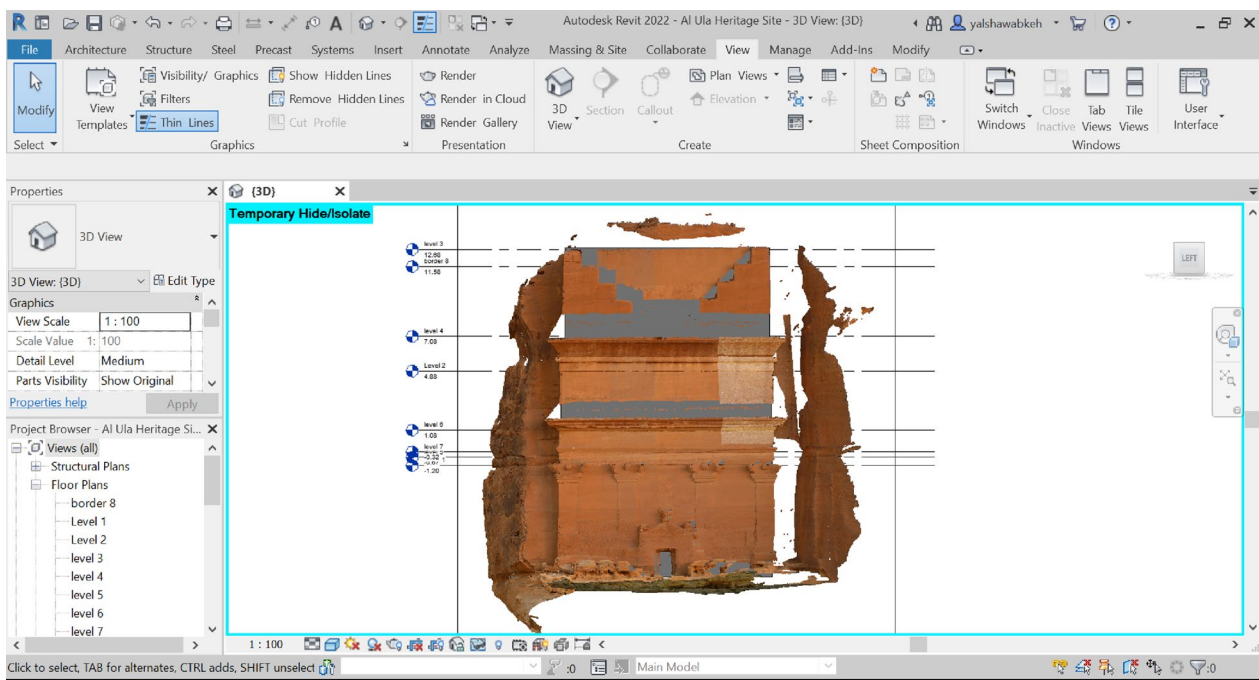 Autodesk Revit 2022 - Al Ula Heritage Site - 3D View: {3D}
yalshawabkeh
File Architecture Structure Steel Precast Systems Insert Annotate Analyze Massing & Site Collaborate View Manage Add-Ins Modify
Modify
View Templates
Visibility/ Graphics
Filters
Thin Lines
Show Hidden Lines
Remove Hidden Lines
Cut Profile
Render
Render in Cloud
Render Gallery
3D View
Section
Callout
Plan Views
Elevation
Switch Windows
Close Inactive
Tab Views
Tile Views
User Interface
Select
Graphics
Presentation
Create
Sheet Composition
Windows
Properties
{3D}
Temporary Hide/Isolate
3D View
3D View: {3D}
Edit Type
Graphics
View Scale 1 : 100
Scale Value 1: 100
Detail Level Medium
Parts Visibility Show Original
Properties help
Apply
Project Browser - Al Ula Heritage Si...
Views (all)
Structural Plans
Floor Plans
border 8
Level 1
Level 2
level 3
level 4
level 5
level 6
level 7
level 3
12.68
border 8
11.58
level 4
7.08
Level 2
4.88
level 6
1.08
level 7
-1.20
LEFT
1 : 100
Click to select, TAB for alternates, CTRL adds, SHIFT unselect
:0
Main Model
:0